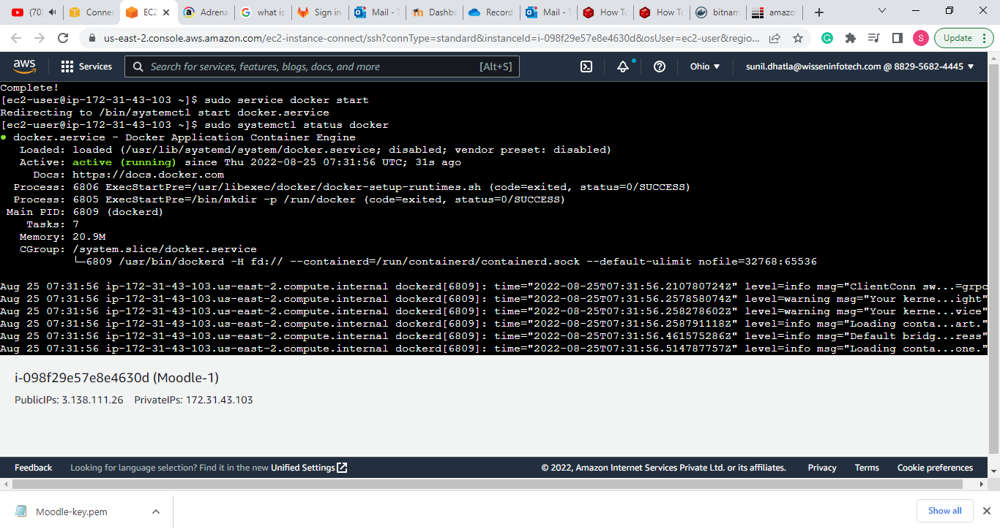 (70
Connec
EC2
Adrena
what is
Sign in
Mail - T
Dashbo
Record
Mail - T
How To
How To
bitnam
amazo
us-east-2.console.aws.amazon.com/ec2-instance-connect/ssh?connType=standard&instanceId=i-098f29e57e8e4630d&osUser=ec2-user&regio...
S
Update
aws
Services
Search for services, features, blogs, docs, and more
[Alt+S]
Ohio
sunil.dhatla@wisseninfotech.com @ 8829-5682-4445
Complete!
[ec2-user@ip-172-31-43-103 ~]$ sudo service docker start
Redirecting to /bin/systemctl start docker.service
[ec2-user@ip-172-31-43-103 ~]$ sudo systemctl status docker
● docker.service - Docker Application Container Engine
Loaded: loaded (/usr/lib/systemd/system/docker.service; disabled; vendor preset: disabled)
Active: active (running) since Thu 2022-08-25 07:31:56 UTC; 31s ago
Docs: https://docs.docker.com
Process: 6806 ExecStartPre=/usr/libexec/docker/docker-setup-runtimes.sh (code=exited, status=0/SUCCESS)
Process: 6805 ExecStartPre=/bin/mkdir -p /run/docker (code=exited, status=0/SUCCESS)
Main PID: 6809 (dockerd)
Tasks: 7
Memory: 20.9M
CGroup: /system.slice/docker.service
└─6809 /usr/bin/dockerd -H fd:// --containerd=/run/containerd/containerd.sock --default-ulimit nofile=32768:65536
Aug 25 07:31:56 ip-172-31-43-103.us-east-2.compute.internal dockerd[6809]: time="2022-08-25T07:31:56.210780724Z" level=info msg="ClientConn sw...=grpc
Aug 25 07:31:56 ip-172-31-43-103.us-east-2.compute.internal dockerd[6809]: time="2022-08-25T07:31:56.257858074Z" level=warning msg="Your kerne...ight"
Aug 25 07:31:56 ip-172-31-43-103.us-east-2.compute.internal dockerd[6809]: time="2022-08-25T07:31:56.258278602Z" level=warning msg="Your kerne...vice"
Aug 25 07:31:56 ip-172-31-43-103.us-east-2.compute.internal dockerd[6809]: time="2022-08-25T07:31:56.258791118Z" level=info msg="Loading conta...art."
Aug 25 07:31:56 ip-172-31-43-103.us-east-2.compute.internal dockerd[6809]: time="2022-08-25T07:31:56.461575286Z" level=info msg="Default bridg...ress"
Aug 25 07:31:56 ip-172-31-43-103.us-east-2.compute.internal dockerd[6809]: time="2022-08-25T07:31:56.514787757Z" level=info msg="Loading conta...one."
i-098f29e57e8e4630d (Moodle-1)
PublicIPs: 3.138.111.26 PrivateIPs: 172.31.43.103
Feedback
Looking for language selection? Find it in the new Unified Settings
© 2022, Amazon Internet Services Private Ltd. or its affiliates.
Privacy
Terms
Cookie preferences
Moodle-key.pem
Show all